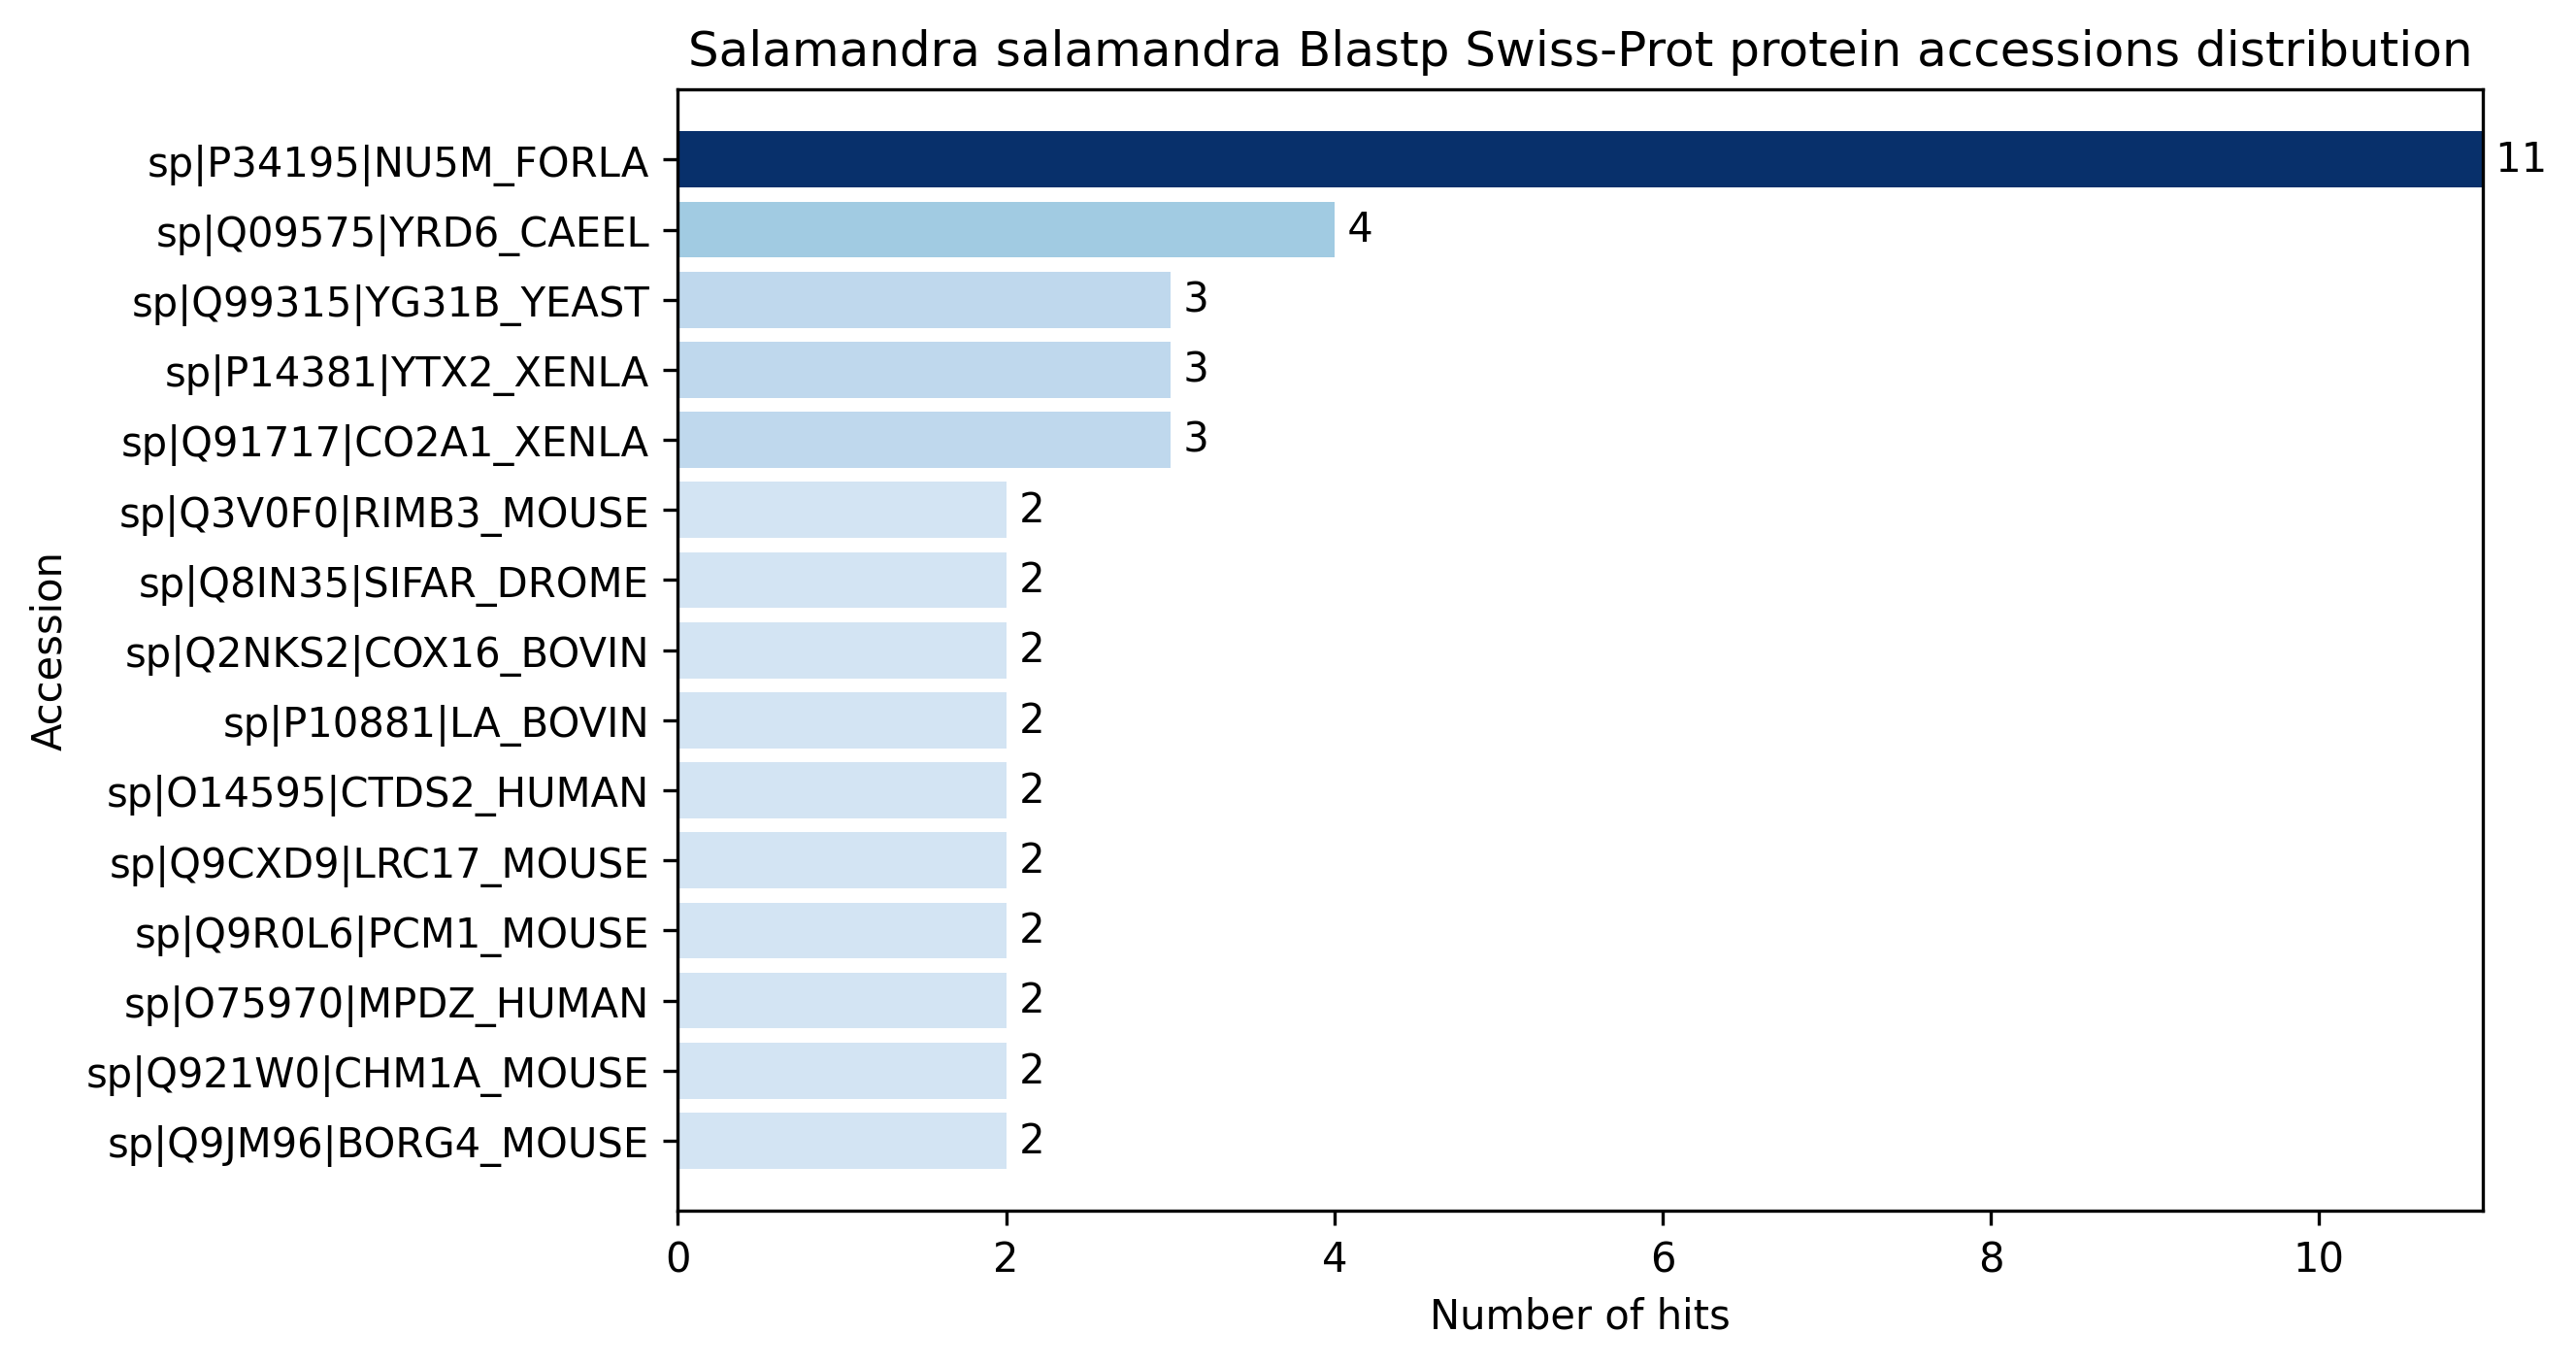 Salamandra salamandra Blastp Swiss-Prot protein accessions distribution
sp|P34195|NU5M_FORLA 11
sp|Q09575|YRD6_CAEEL 4
sp|Q99315|YG31B_YEAST 3
sp|P14381|YTX2_XENLA 3
sp|Q91717|CO2A1_XENLA 3
sp|Q3V0F0|RIMB3_MOUSE 2
sp|Q8IN35|SIFAR_DROME 2
sp|Q2NKS2|COX16_BOVIN 2
sp|P10881|LA_BOVIN 2
sp|O14595|CTDS2_HUMAN 2
sp|Q9CXD9|LRC17_MOUSE 2
sp|Q9R0L6|PCM1_MOUSE 2
sp|O75970|MPDZ_HUMAN 2
sp|Q921W0|CHM1A_MOUSE 2
sp|Q9JM96|BORG4_MOUSE 2
Accession
0 2 4 6 8 10
Number of hits